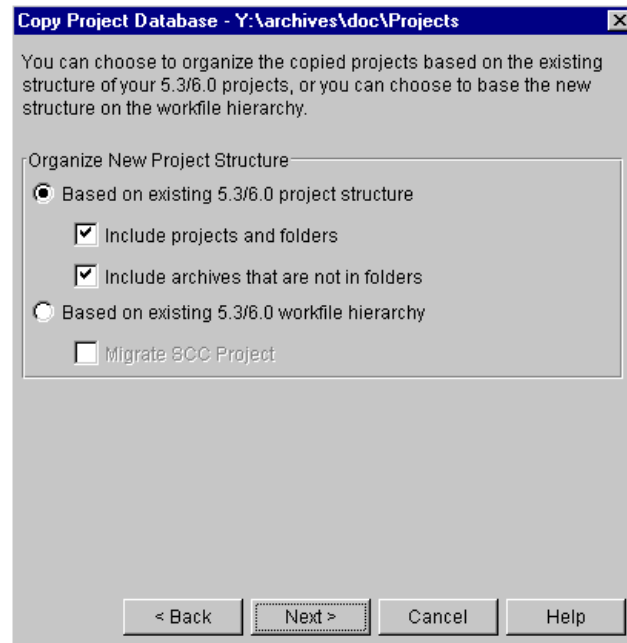 Copy Project Database - Y:\archives\doc\Projects
You can choose to organize the copied projects based on the existing
structure of your 5.3/6.0 projects, or you can choose to base the new
structure on the workfile hierarchy.
Organize New Project Structure
Based on existing 5.3/6.0 project structure
Include projects and folders
Include archives that are not in folders
Based on existing 5.3/6.0 workfile hierarchy
Migrate SCC Project
< Back Next > Cancel Help